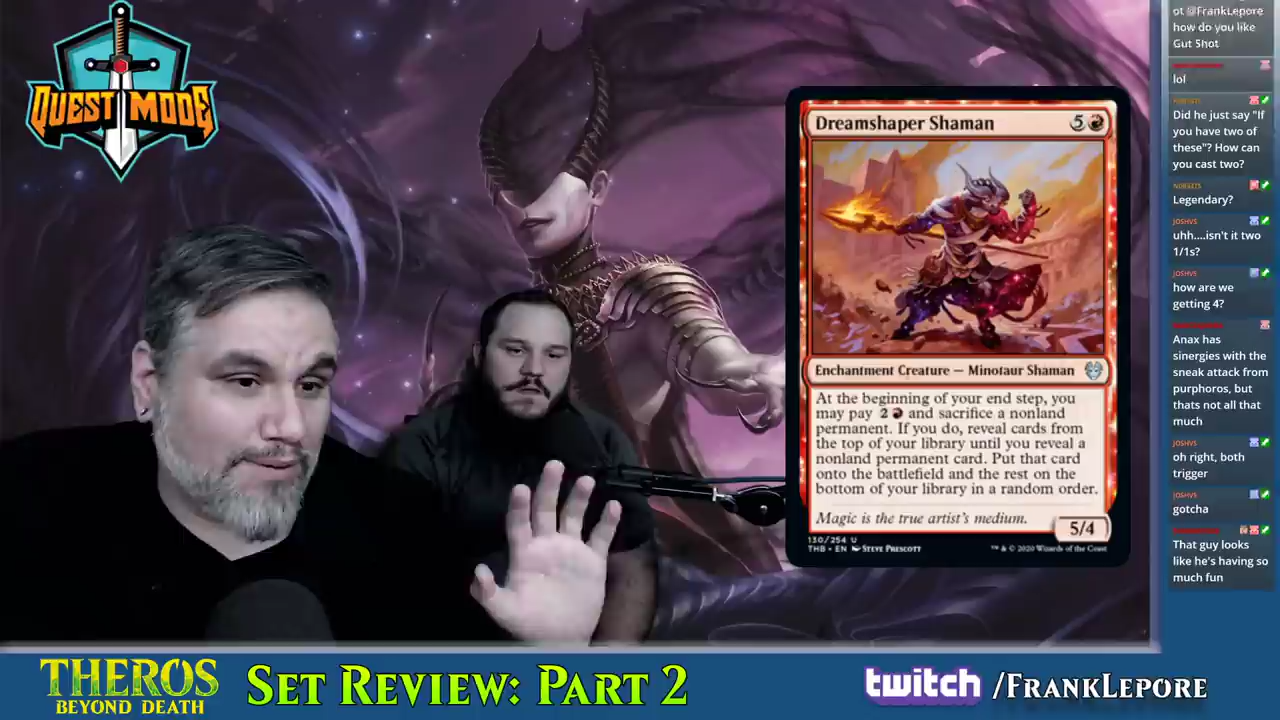 QUEST MODE
Dreamshaper Shaman 5
Enchantment Creature — Minotaur Shaman
At the beginning of your end step, you
may pay 2 and sacrifice a nonland
permanent. If you do, reveal cards from
the top of your library until you reveal a
nonland permanent card. Put that card
onto the battlefield and the rest on the
bottom of your library in a random order.
Magic is the true artist's medium.
5/4
130/254 U
THB • EN STEVE PRESCOTT
™ & © 2020 Wizards of the Coast
@FrankLepore
how do you like
Gut Shot
lol
NORSETS
Did he just say "If
you have two of
these"? How can
you cast two?
NORSETS
Legendary?
JOSHVS
uhh....isn't it two
1/1s?
JOSHVS
how are we
getting 4?
Anax has
sinergies with the
sneak attack from
purphoros, but
thats not all that
much
JOSHVS
oh right, both
trigger
JOSHVS
gotcha
That guy looks
like he's having so
much fun
THEROS
BEYOND DEATH
SET REVIEW: PART 2
twitch /FRANKLEPORE